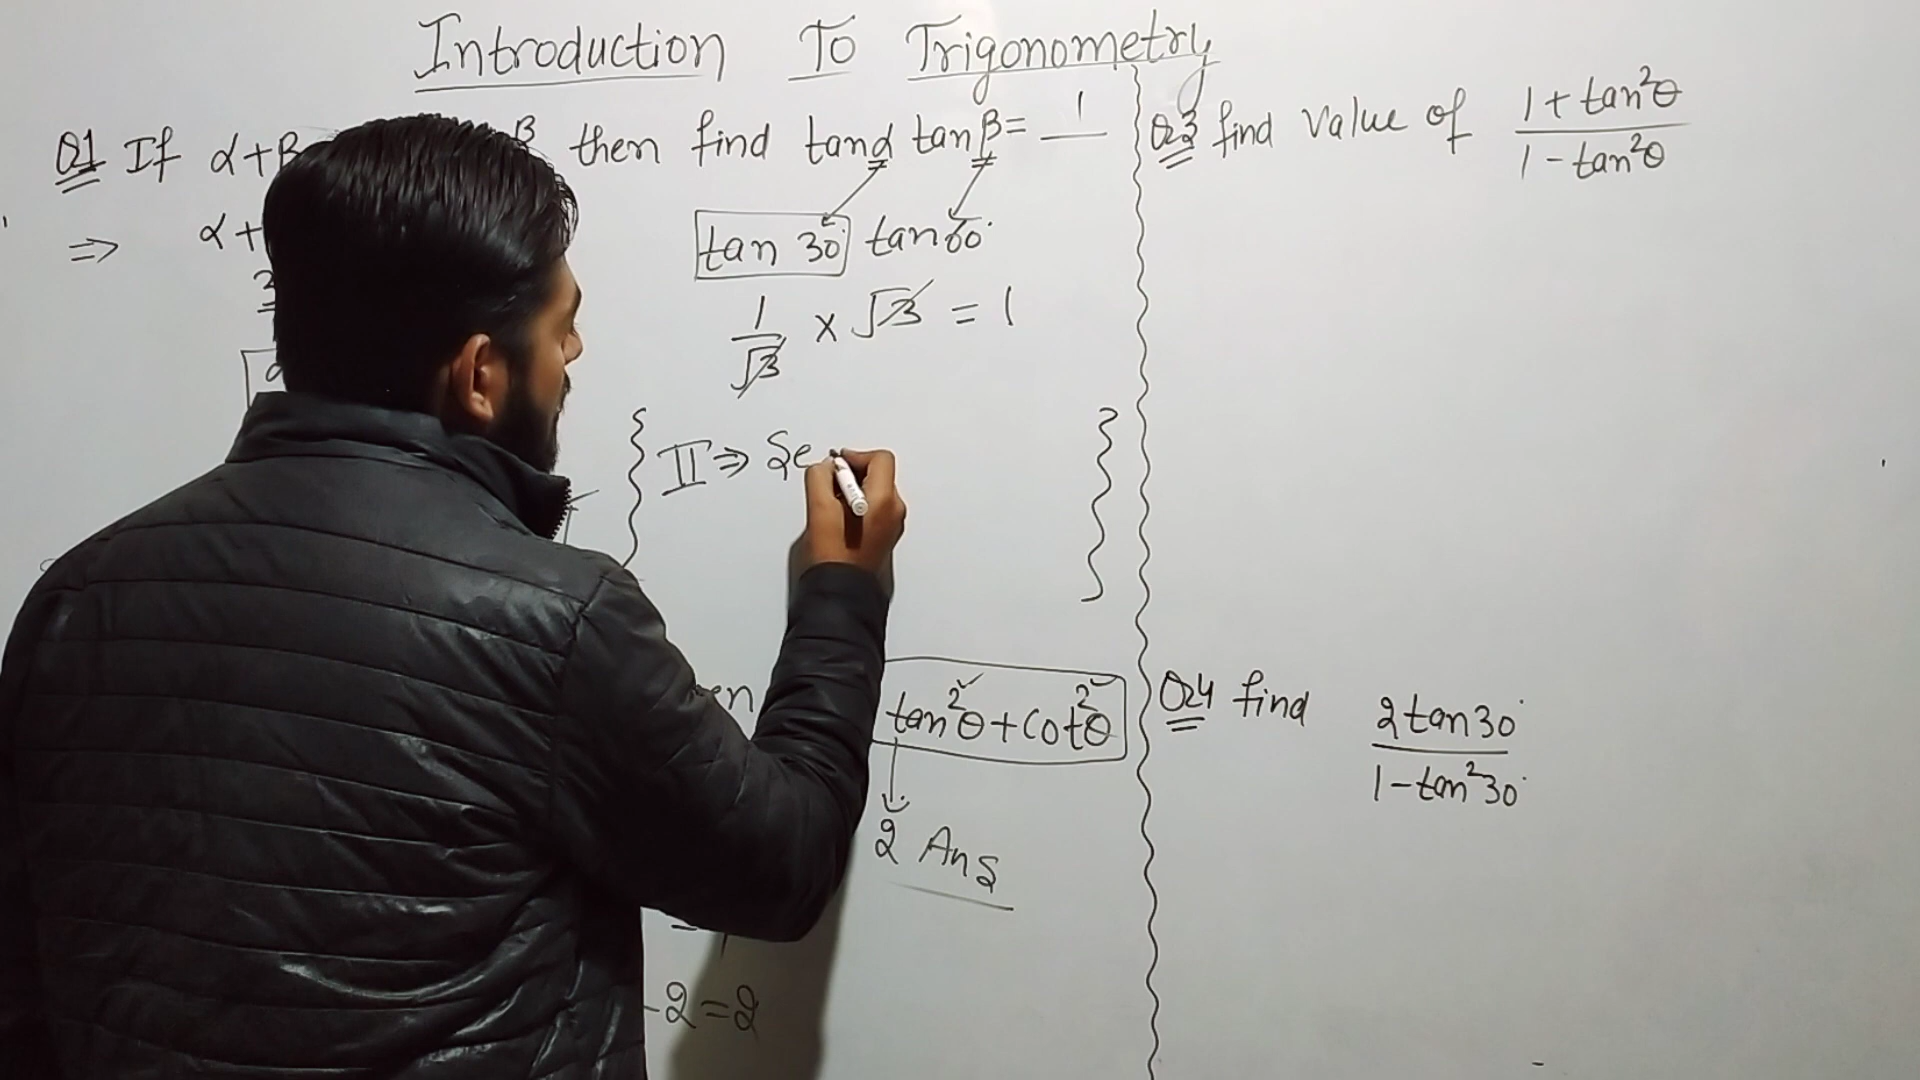 Introduction To Trigonometry
Q1 If α+β β then find tanα tanβ = 1
⇒ α+
tan 30° tan 60°
1/√3 × √3 = 1
II ⇒ Se
tan²θ + cot²θ
2 Ans
-2=2
Q3 find value of (1 + tan²θ)/(1 - tan²θ)
Q4 find 2tan30°/(1 - tan²30°)